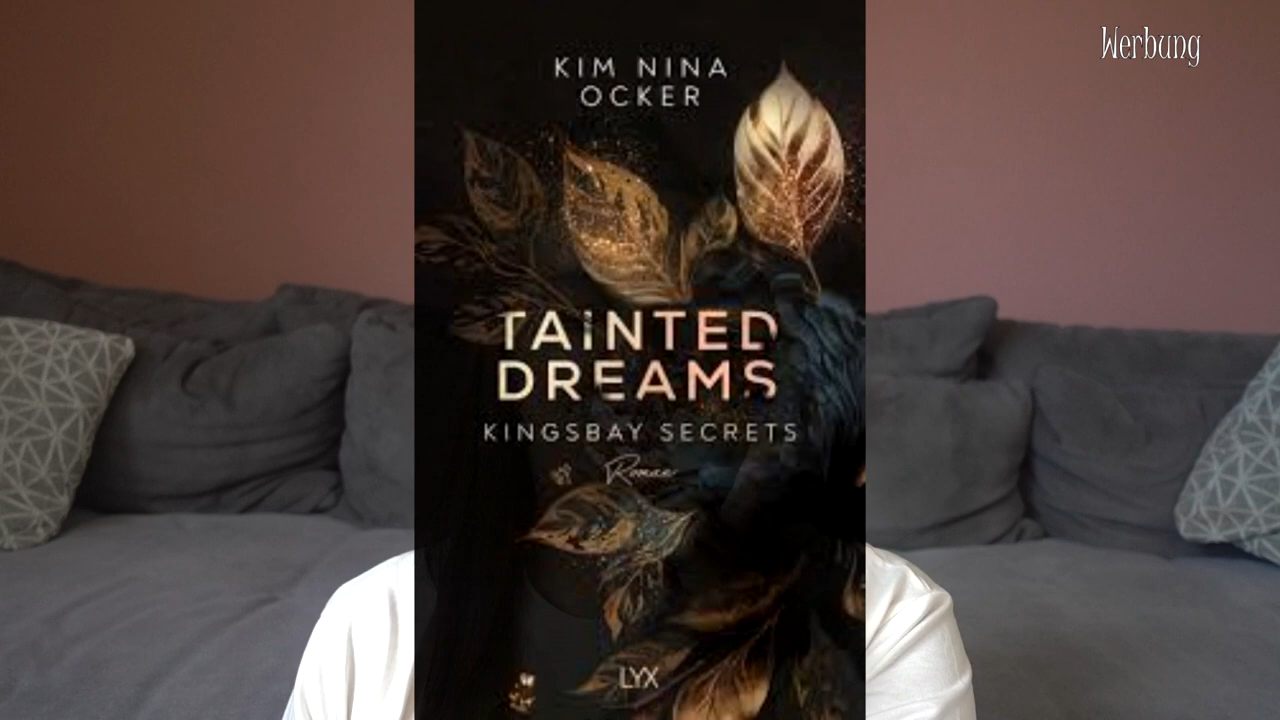 Werbung
KIM NINA
OCKER
TAINTED
DREAMS
KINGSBAY SECRETS
Roman
LYX